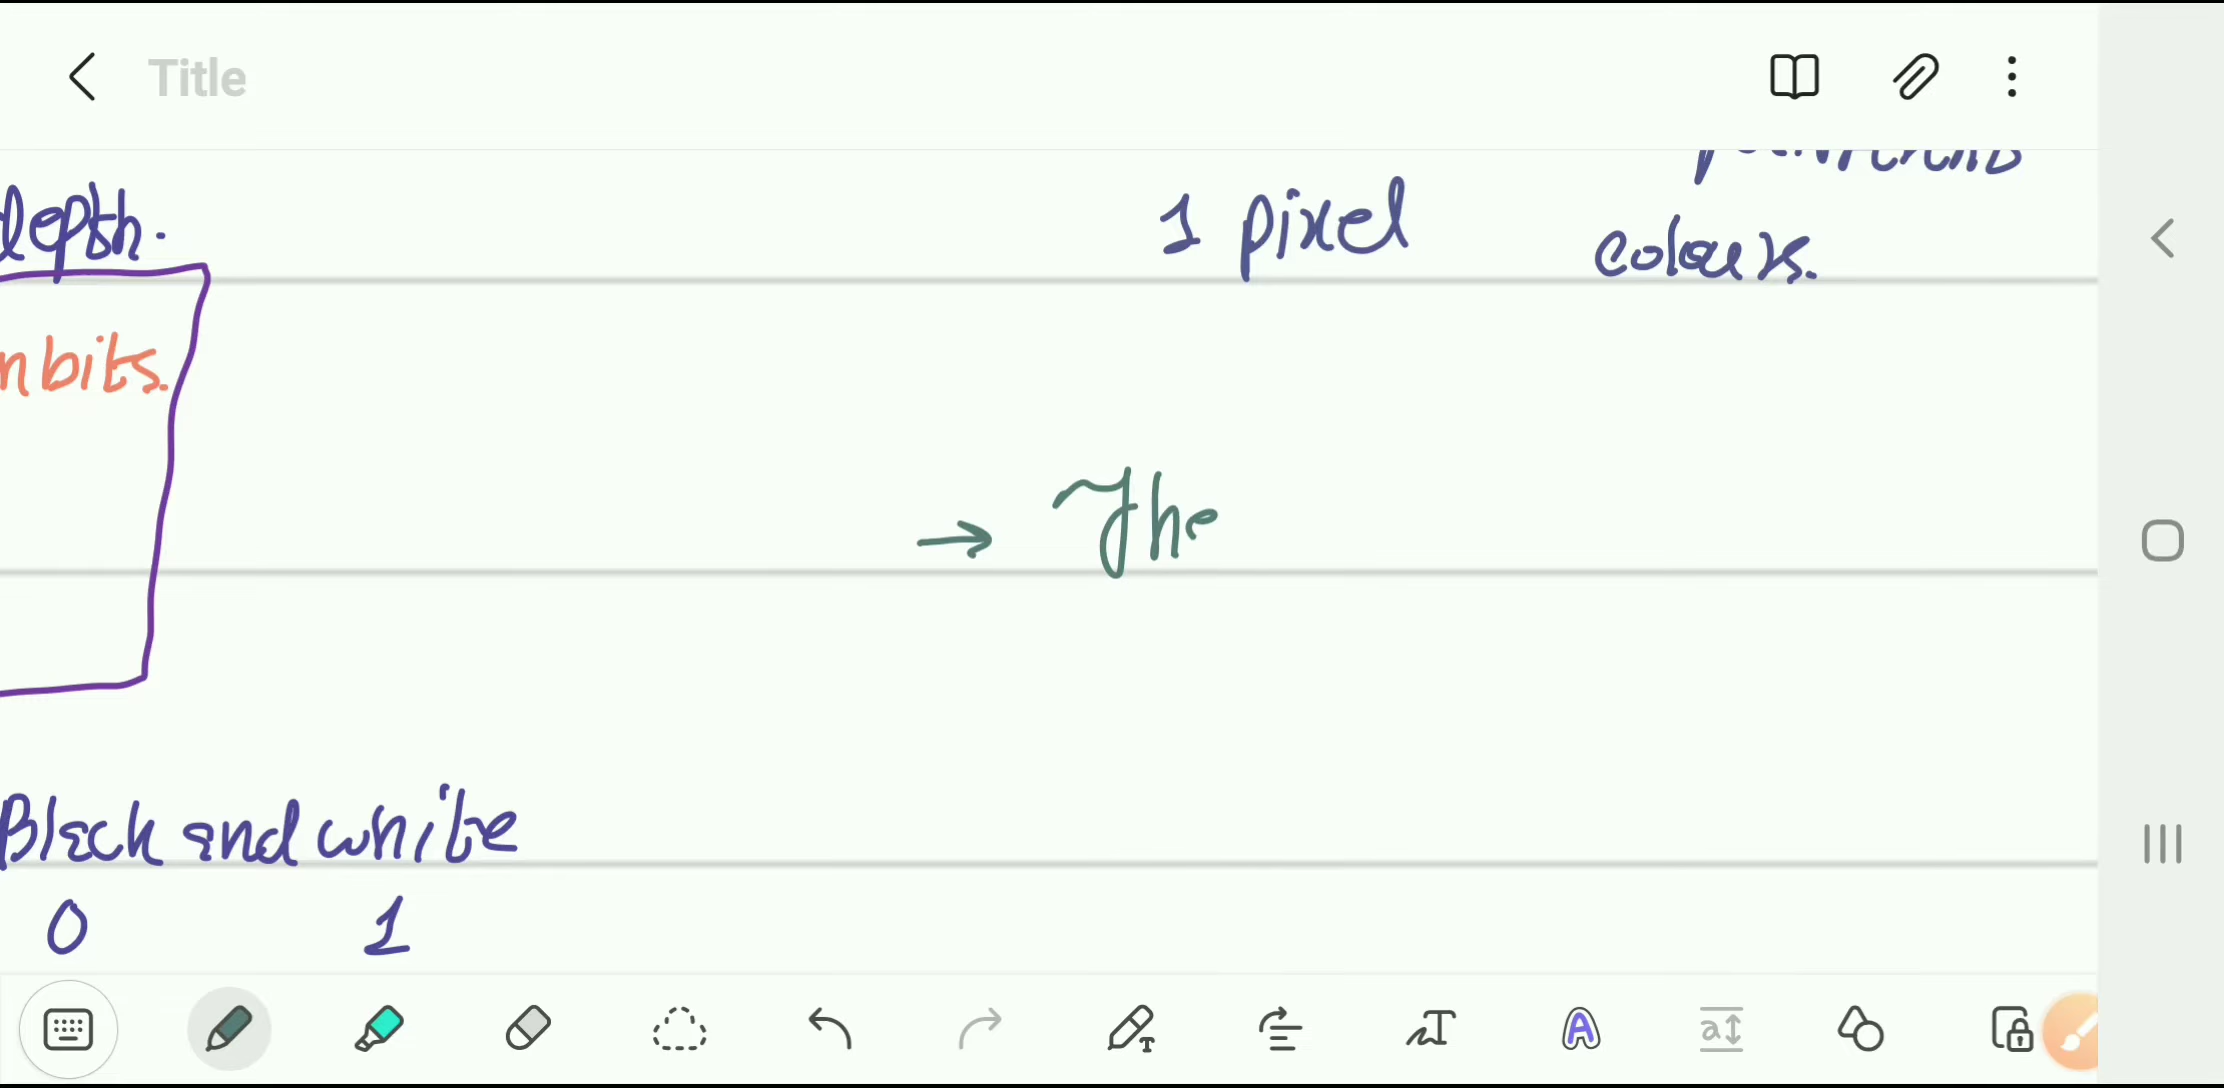 Title
depth.
1 pixel
colours.
n bits.
→ The
Black and white
0 1